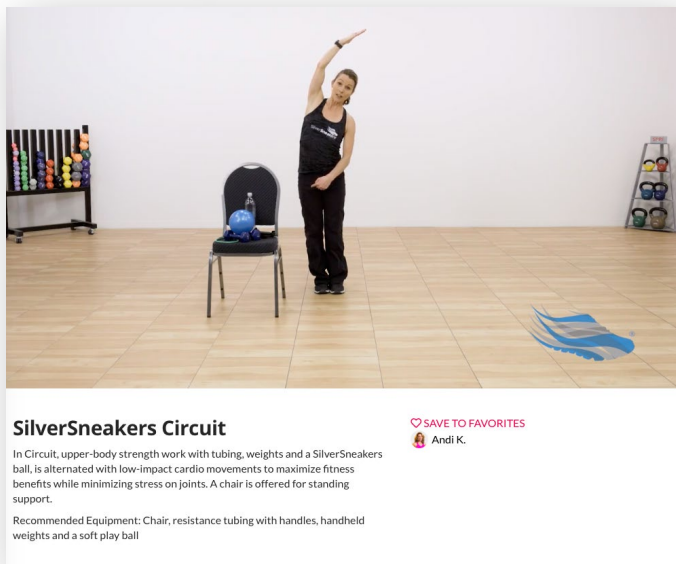 SilverSneakers Circuit
In Circuit, upper-body strength work with tubing, weights and a SilverSneakers
ball, is alternated with low-impact cardio movements to maximize fitness
benefits while minimizing stress on joints. A chair is offered for standing
support.
Recommended Equipment: Chair, resistance tubing with handles, handheld
weights and a soft play ball
SAVE TO FAVORITES
Andi K.